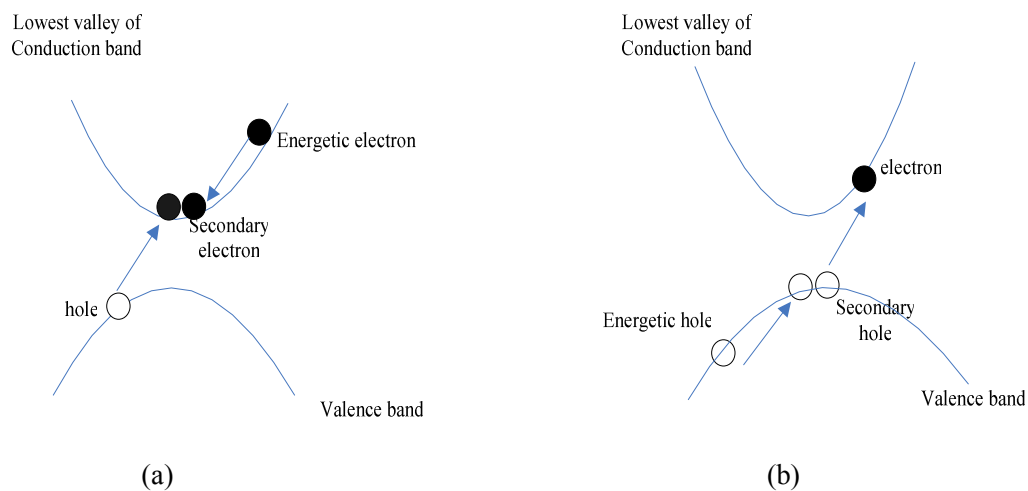 Lowest valley of
Conduction band
Energetic electron
Secondary
electron
hole
Valence band
(a)
Lowest valley of
Conduction band
electron
Energetic hole
Secondary
hole
Valence band
(b)